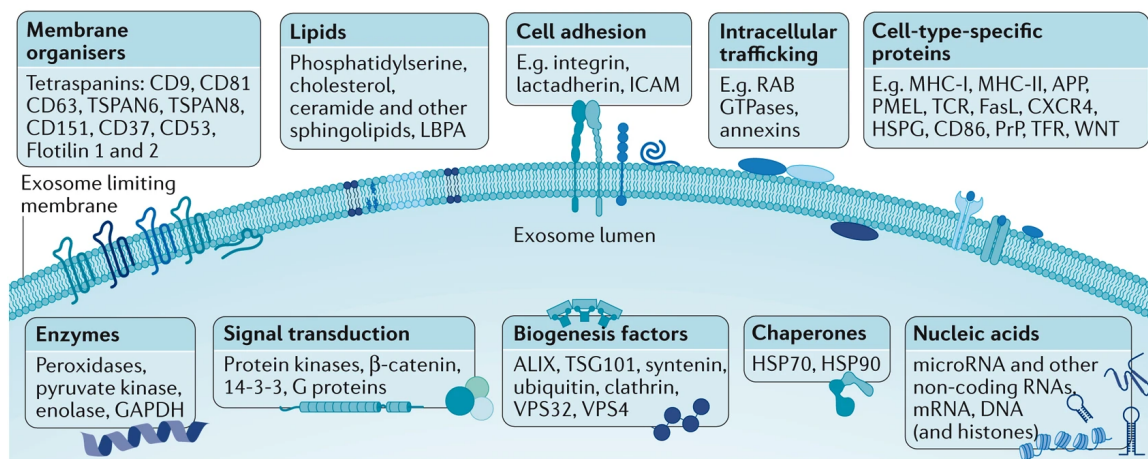 Membrane
organisers
Tetraspanins: CD9, CD81
CD63, TSPAN6, TSPAN8,
CD151, CD37, CD53,
Flotilin 1 and 2
Lipids
Phosphatidylserine,
cholesterol,
ceramide and other
sphingolipids, LBPA
Cell adhesion
E.g. integrin,
lactadherin, ICAM
Intracellular
trafficking
E.g. RAB
GTPases,
annexins
Cell-type-specific
proteins
E.g. MHC-I, MHC-II, APP,
PMEL, TCR, FasL, CXCR4,
HSPG, CD86, PrP, TFR, WNT
Exosome limiting
membrane
Exosome lumen
Enzymes
Peroxidases,
pyruvate kinase,
enolase, GAPDH
Signal transduction
Protein kinases, β-catenin,
14-3-3, G proteins
Biogenesis factors
ALIX, TSG101, syntenin,
ubiquitin, clathrin,
VPS32, VPS4
Chaperones
HSP70, HSP90
Nucleic acids
microRNA and other
non-coding RNAs,
mRNA, DNA
(and histones)